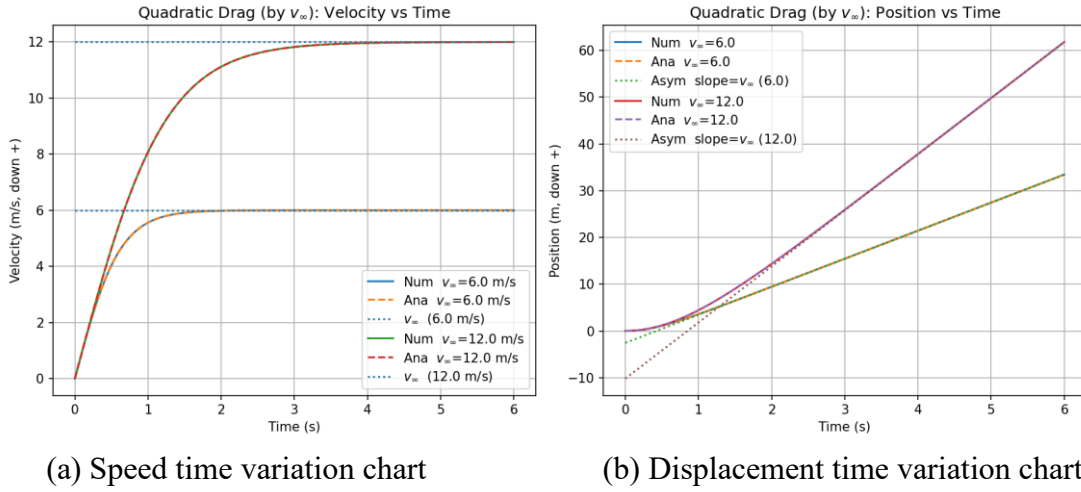 Quadratic Drag (by v∞): Velocity vs Time
12
10
8
6
4
2
0
Velocity (m/s, down +)
Num v∞=6.0 m/s
Ana v∞=6.0 m/s
v∞ (6.0 m/s)
Num v∞=12.0 m/s
Ana v∞=12.0 m/s
v∞ (12.0 m/s)
0 1 2 3 4 5 6
Time (s)
(a) Speed time variation chart
Quadratic Drag (by v∞): Position vs Time
Num v∞=6.0
Ana v∞=6.0
Asym slope=v∞ (6.0)
Num v∞=12.0
Ana v∞=12.0
Asym slope=v∞ (12.0)
60
50
40
30
20
10
0
−10
Position (m, down +)
0 1 2 3 4 5 6
Time (s)
(b) Displacement time variation chart